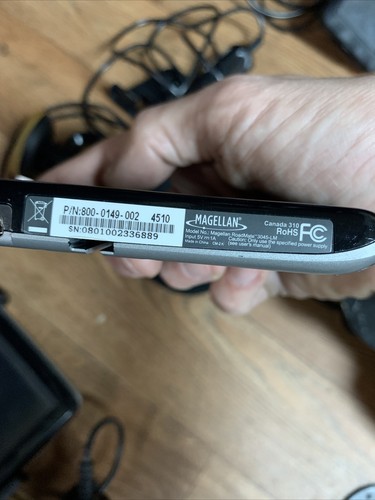 P/N:800-0149-002 4510
SN:0801002336889
MAGELLAN
Canada 310
RoHS FC
Model No.: Magellan RoadMate 3045-LM
Input 5V⎓1A
Caution: Only use the specified power supply
Made in China
(see user's manual)